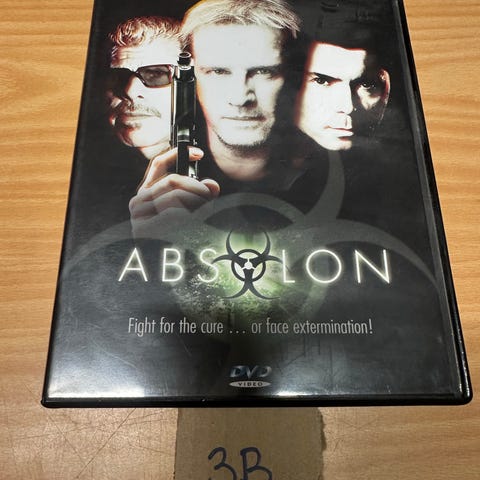 ABSOLON
Fight for the cure ... or face extermination!
DVD
VIDEO
3B